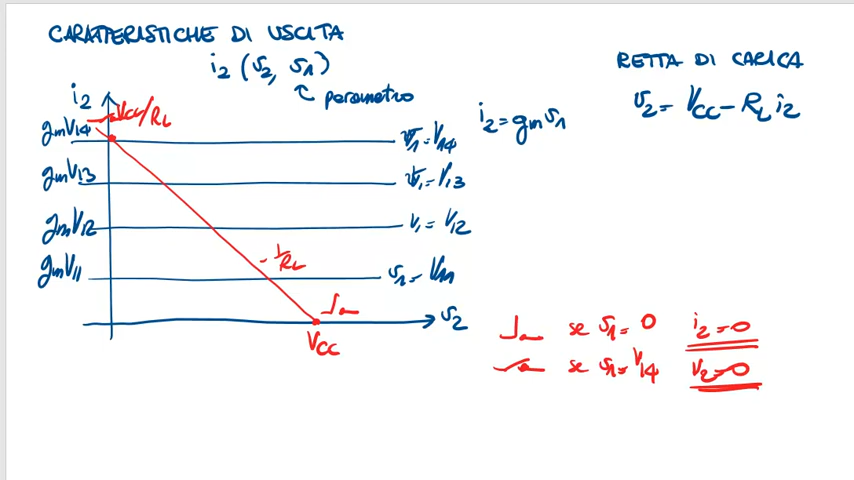 CARATTERISTICHE DI USCITA
i2 (v2, v1)
parametro
RETTA DI CARICA
v2 = VCC - RL i2
i2 = gm v1
i2
VCC/RL
gmV14
v1 = V14
gmV13
v1 = V13
gmV12
v1 = V12
gmV11
v1 = V11
-1/RL
v2
VCC
se v1 = 0 i2 = 0
se v1 = V14 v2 = 0